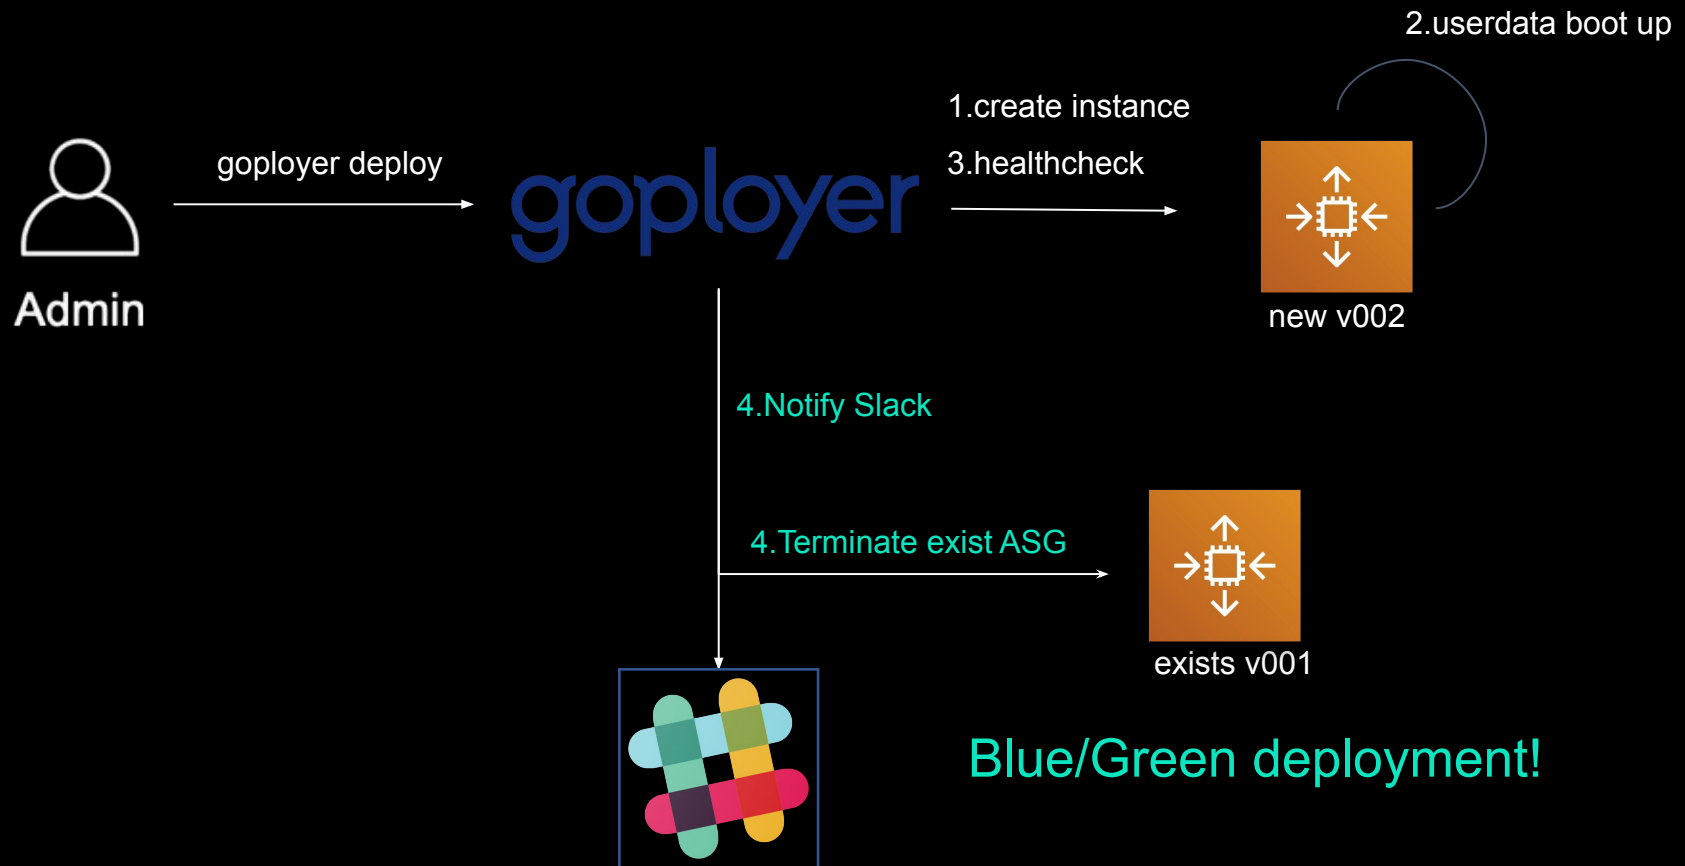 2.userdata boot up
1.create instance
goployer deploy
3.healthcheck
goployer
Admin
new v002
4.Notify Slack
4.Terminate exist ASG
exists v001
Blue/Green deployment!